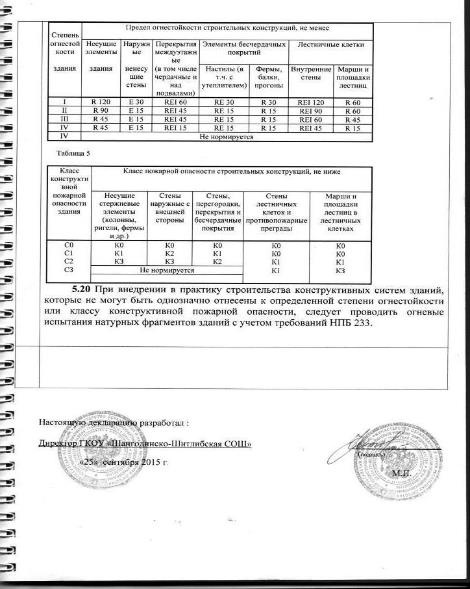 Предел огнестойкости строительных конструкций, не менее
Степень огнестойкости здания
Несущие элементы здания
Наружные ненесущие стены
Перекрытия междуэтажные (в том числе чердачные и над подвалами)
Элементы бесчердачных покрытий
Лестничные клетки
Настилы (в т.ч. с утеплителем)
Фермы, балки, прогоны
Внутренние стены
Марши и площадки лестниц
I R 120 E 30 REI 60 RE 30 R 30 REI 120 R 60
II R 90 E 15 REI 45 RE 15 R 15 REI 90 R 60
III R 45 E 15 REI 45 RE 15 R 15 REI 60 R 45
IV R 45 E 15 REI 15 RE 15 R 15 REI 45 R 15
IV Не нормируется
Таблица 5
Класс конструктивной пожарной опасности здания
Класс пожарной опасности строительных конструкций, не ниже
Несущие стержневые элементы (колонны, ригели, фермы и др.)
Стены наружные с внешней стороны
Стены, перегородки, перекрытия и бесчердачные покрытия
Стены лестничных клеток и противопожарные преграды
Марши и площадки лестниц в лестничных клетках
С0 К0 К0 К0 К0 К0
С1 К1 К2 К1 К0 К0
С2 К3 К3 К2 К1 К1
С3 Не нормируется К1 К3
5.20 При внедрении в практику строительства конструктивных систем зданий,
которые не могут быть однозначно отнесены к определенной степени огнестойкости
или классу конструктивной пожарной опасности, следует проводить огневые
испытания натурных фрагментов зданий с учетом требований НПБ 233.
Настоящую декларацию разработал :
Директор ГКОУ «Шангодинско-Шитлибская СОШ»
(подпись)
«25» сентября 2015 г.
М.П.